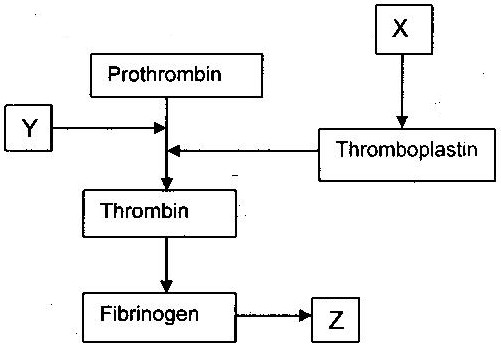 X
Prothrombin
Y
Thromboplastin
Thrombin
Fibrinogen
Z